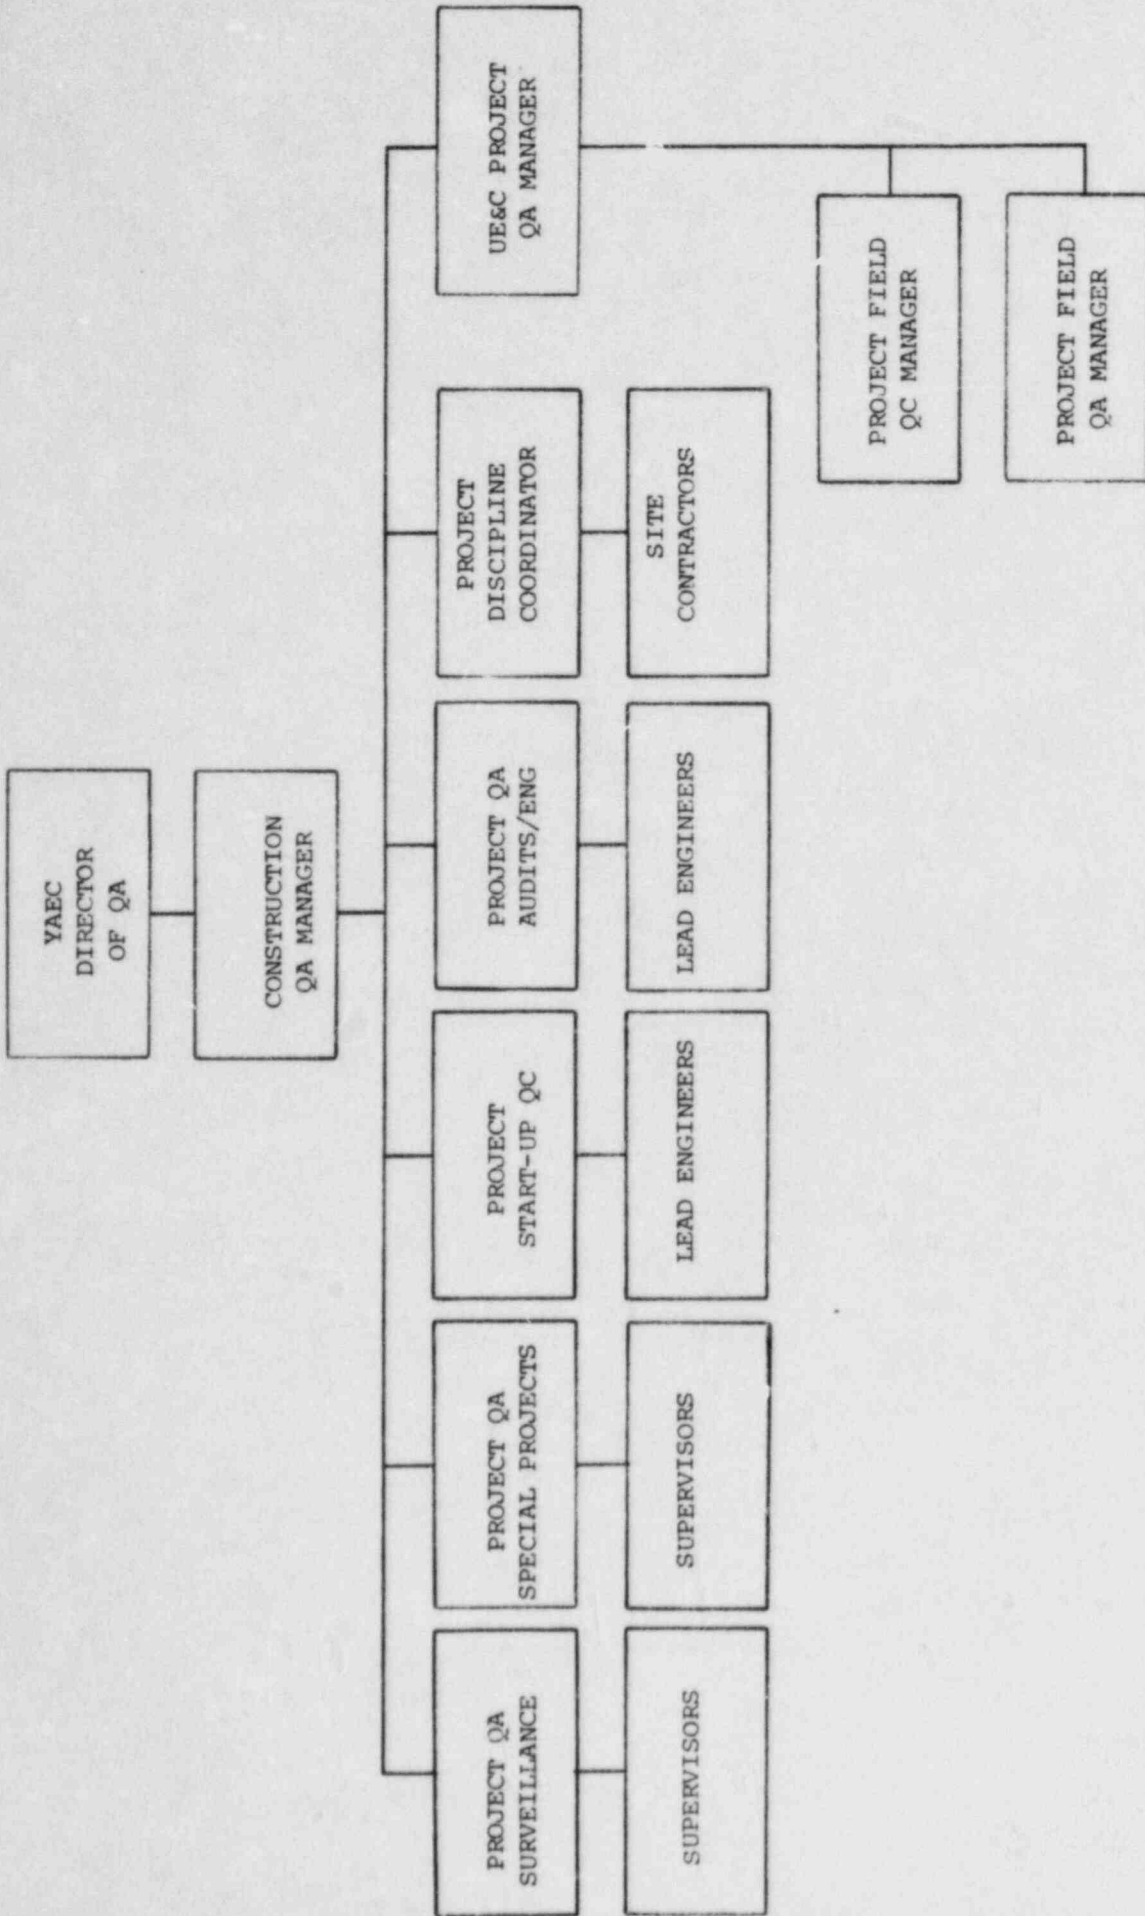 YAEC
DIRECTOR
OF QA
CONSTRUCTION
QA MANAGER
PROJECT QA
SURVEILLANCE
PROJECT QA
SPECIAL PROJECTS
PROJECT
START-UP QC
PROJECT QA
AUDITS/ENG
PROJECT
DISCIPLINE
COORDINATOR
UE&C PROJECT
QA MANAGER
SUPERVISORS
SUPERVISORS
LEAD ENGINEERS
LEAD ENGINEERS
SITE
CONTRACTORS
PROJECT FIELD
QC MANAGER
PROJECT FIELD
QA MANAGER